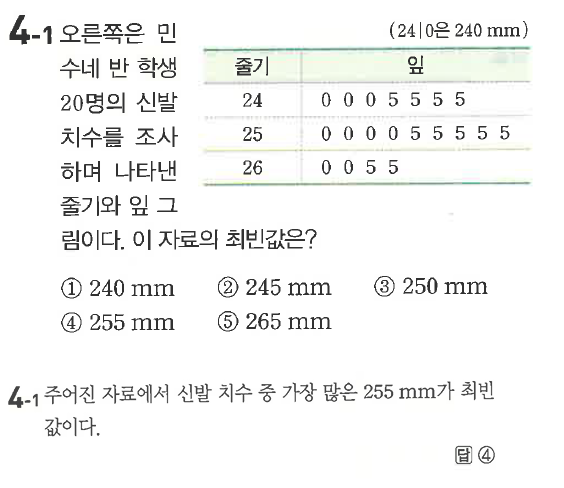 4-1 오른쪽은 민
수네 반 학생
20명의 신발
치수를 조사
하며 나타낸
줄기와 잎 그
림이다. 이 자료의 최빈값은?
(24|0은 240 mm)
줄기 잎
24 0 0 0 5 5 5 5
25 0 0 0 0 5 5 5 5 5
26 0 0 5 5
① 240 mm ② 245 mm ③ 250 mm
④ 255 mm ⑤ 265 mm
4-1 주어진 자료에서 신발 치수 중 가장 많은 255 mm가 최빈
값이다.
답 ④